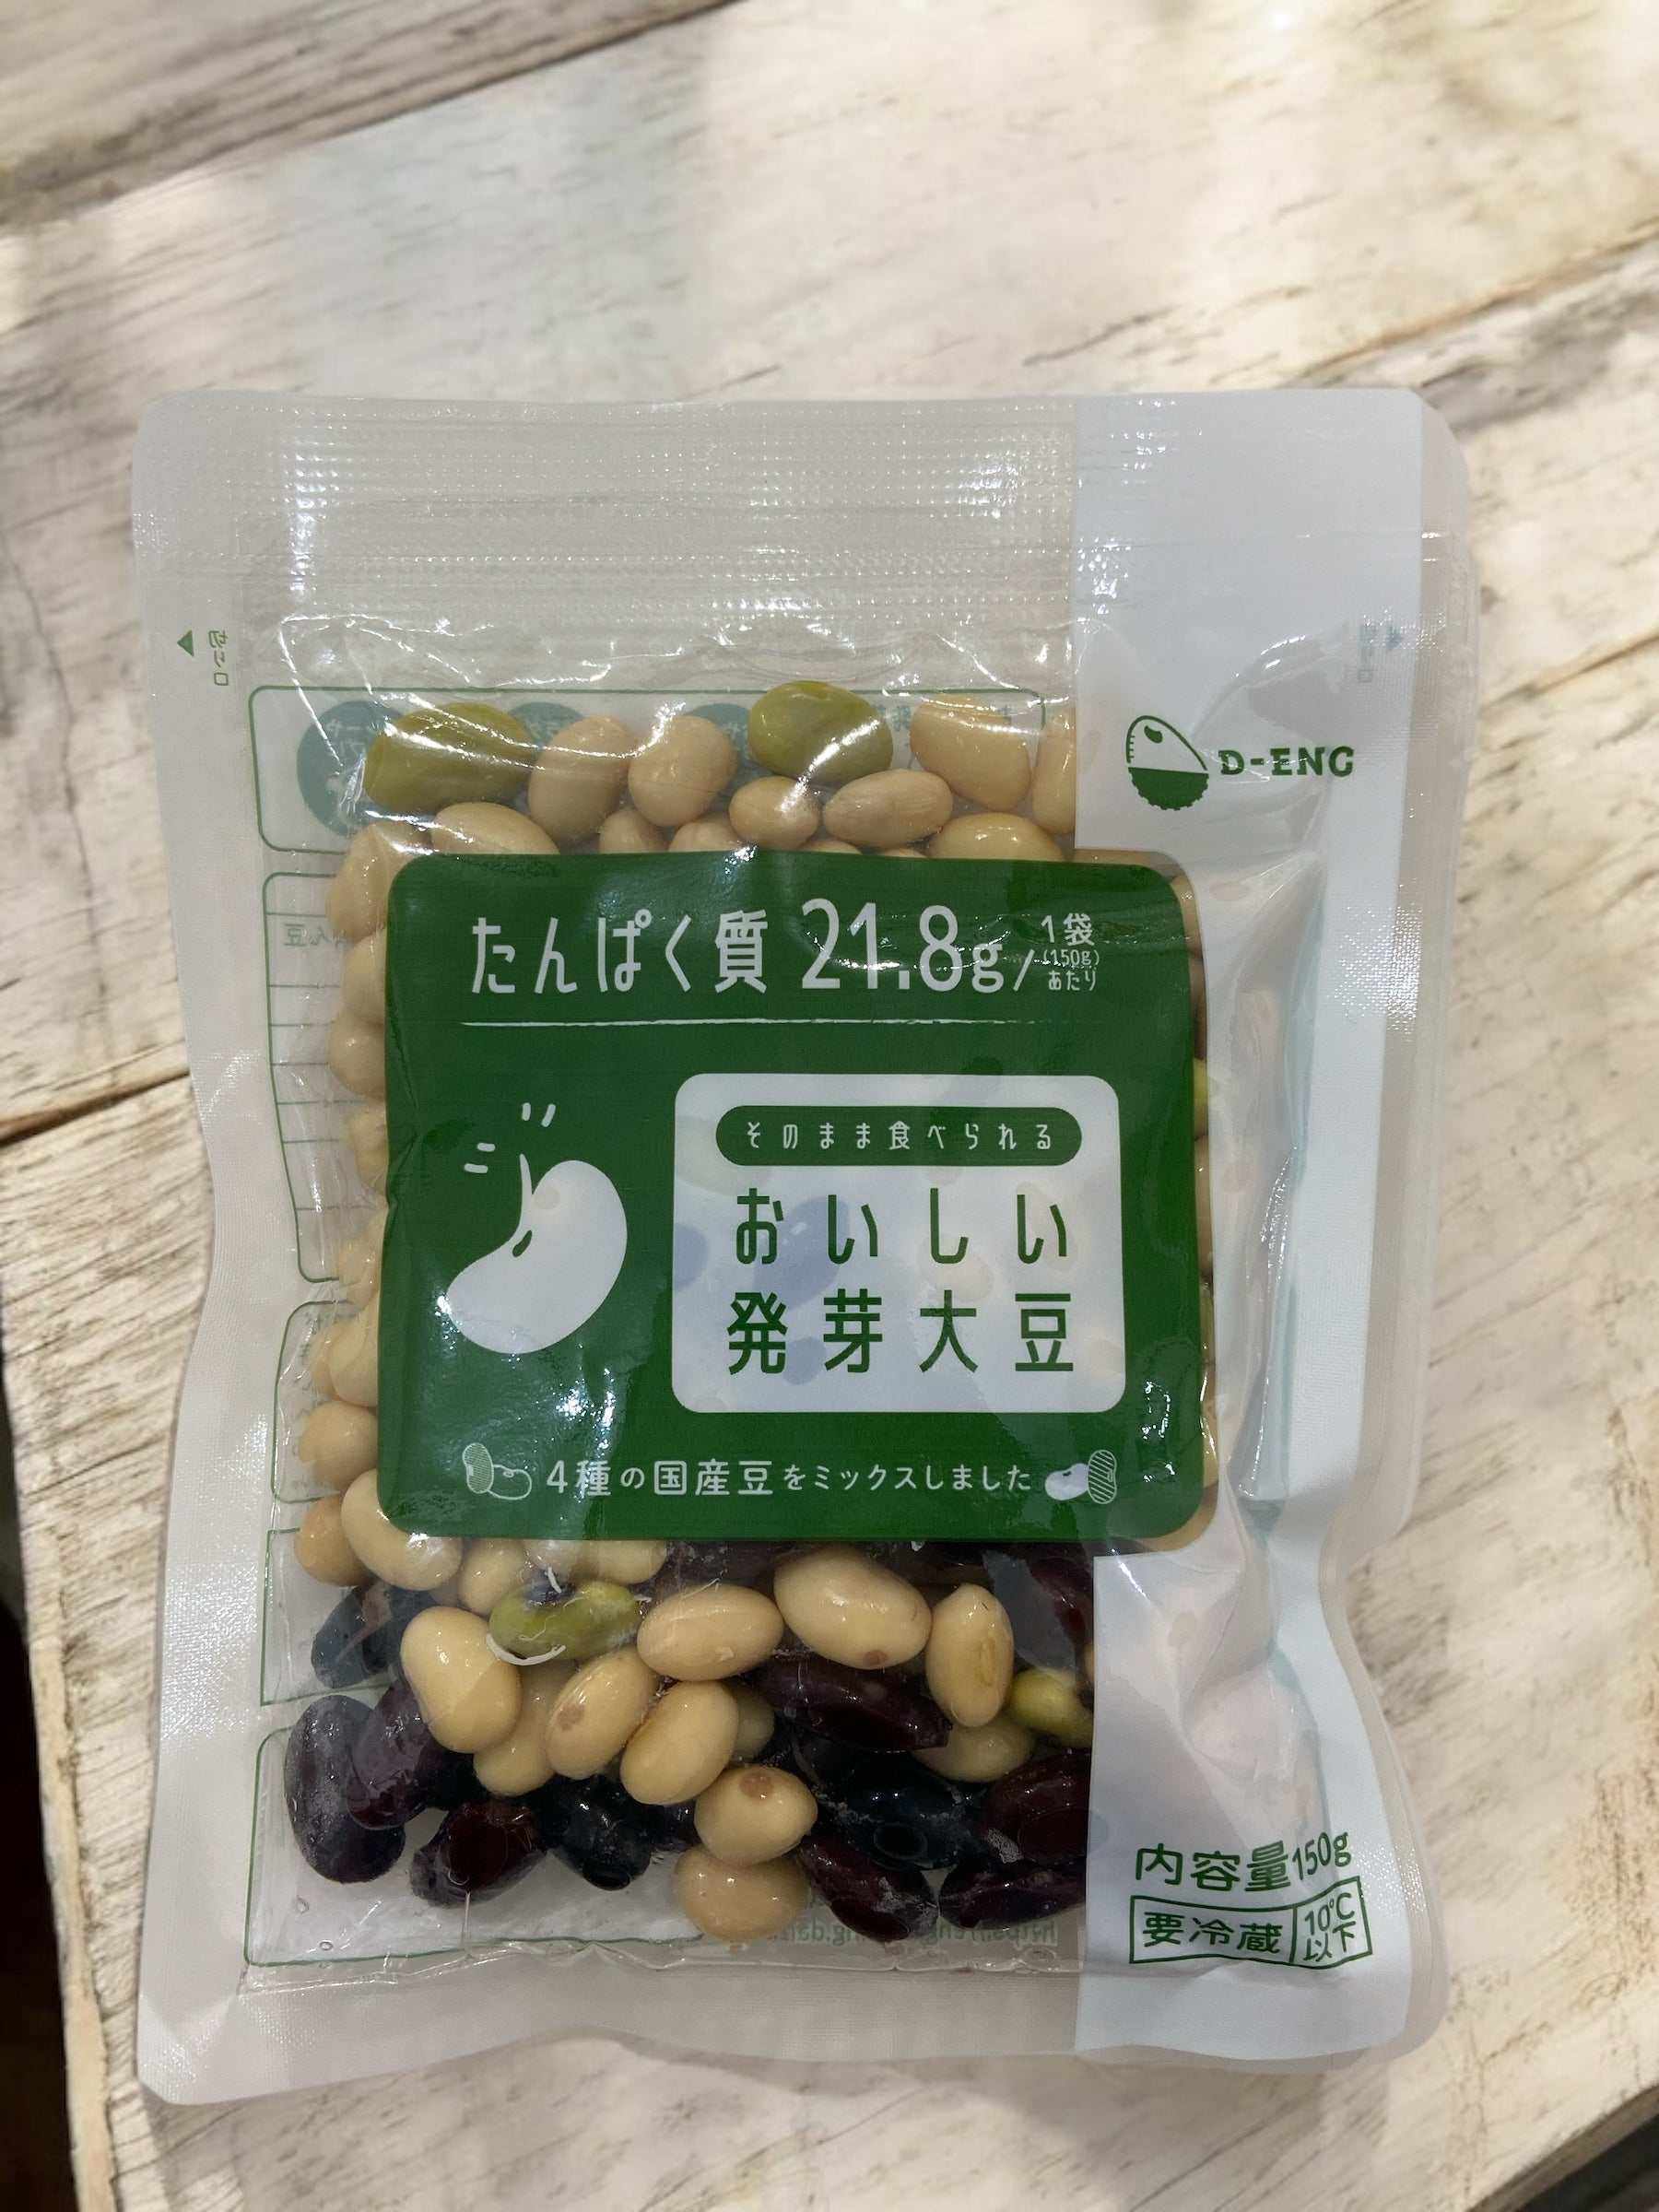 切り口
D-ENG
たんぱく質 21.8g/1袋(150g)あたり
そのまま食べられる
おいしい
発芽大豆
4種の国産豆をミックスしました
内容量150g
要冷蔵 10℃以下